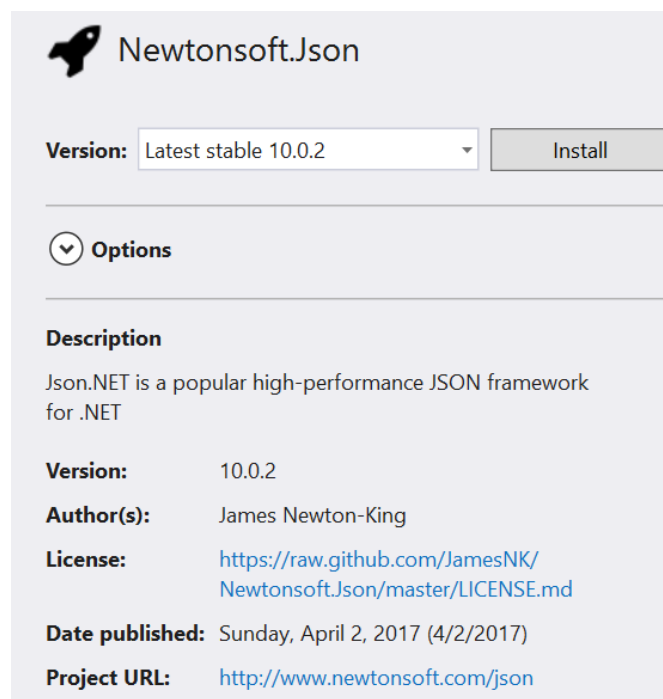 Newtonsoft.Json
Version: Latest stable 10.0.2 Install
Options
Description
Json.NET is a popular high-performance JSON framework
for .NET
Version: 10.0.2
Author(s): James Newton-King
License: https://raw.github.com/JamesNK/
Newtonsoft.Json/master/LICENSE.md
Date published: Sunday, April 2, 2017 (4/2/2017)
Project URL: http://www.newtonsoft.com/json